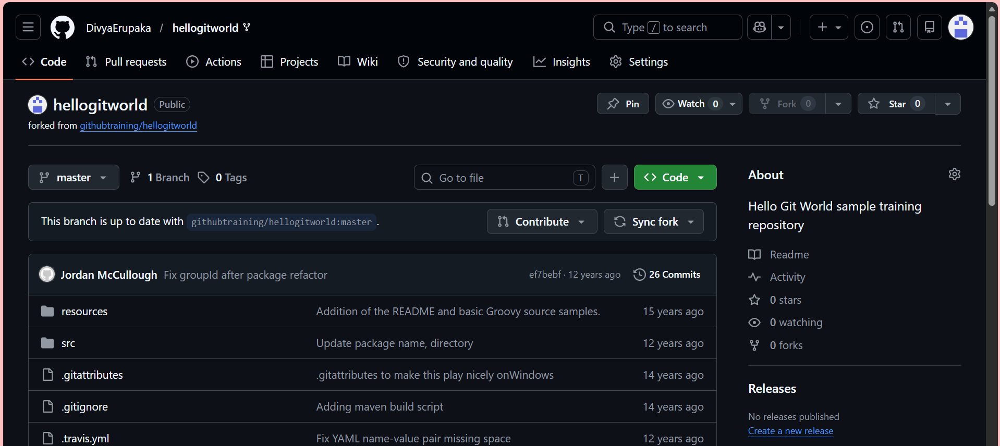 DivyaErupaka / hellogitworld
Type / to search
Code Pull requests Actions Projects Wiki Security and quality Insights Settings
hellogitworld Public
Pin Watch 0 Fork 0 Star 0
forked from githubtraining/hellogitworld
master 1 Branch 0 Tags Go to file T Code
This branch is up to date with githubtraining/hellogitworld:master .
Contribute Sync fork
Jordan McCullough Fix groupId after package refactor ef7bebf · 12 years ago 26 Commits
resources Addition of the README and basic Groovy source samples. 15 years ago
src Update package name, directory 12 years ago
.gitattributes .gitattributes to make this play nicely onWindows 14 years ago
.gitignore Adding maven build script 14 years ago
.travis.yml Fix YAML name-value pair missing space 12 years ago
About
Hello Git World sample training
repository
Readme
Activity
0 stars
0 watching
0 forks
Releases
No releases published
Create a new release